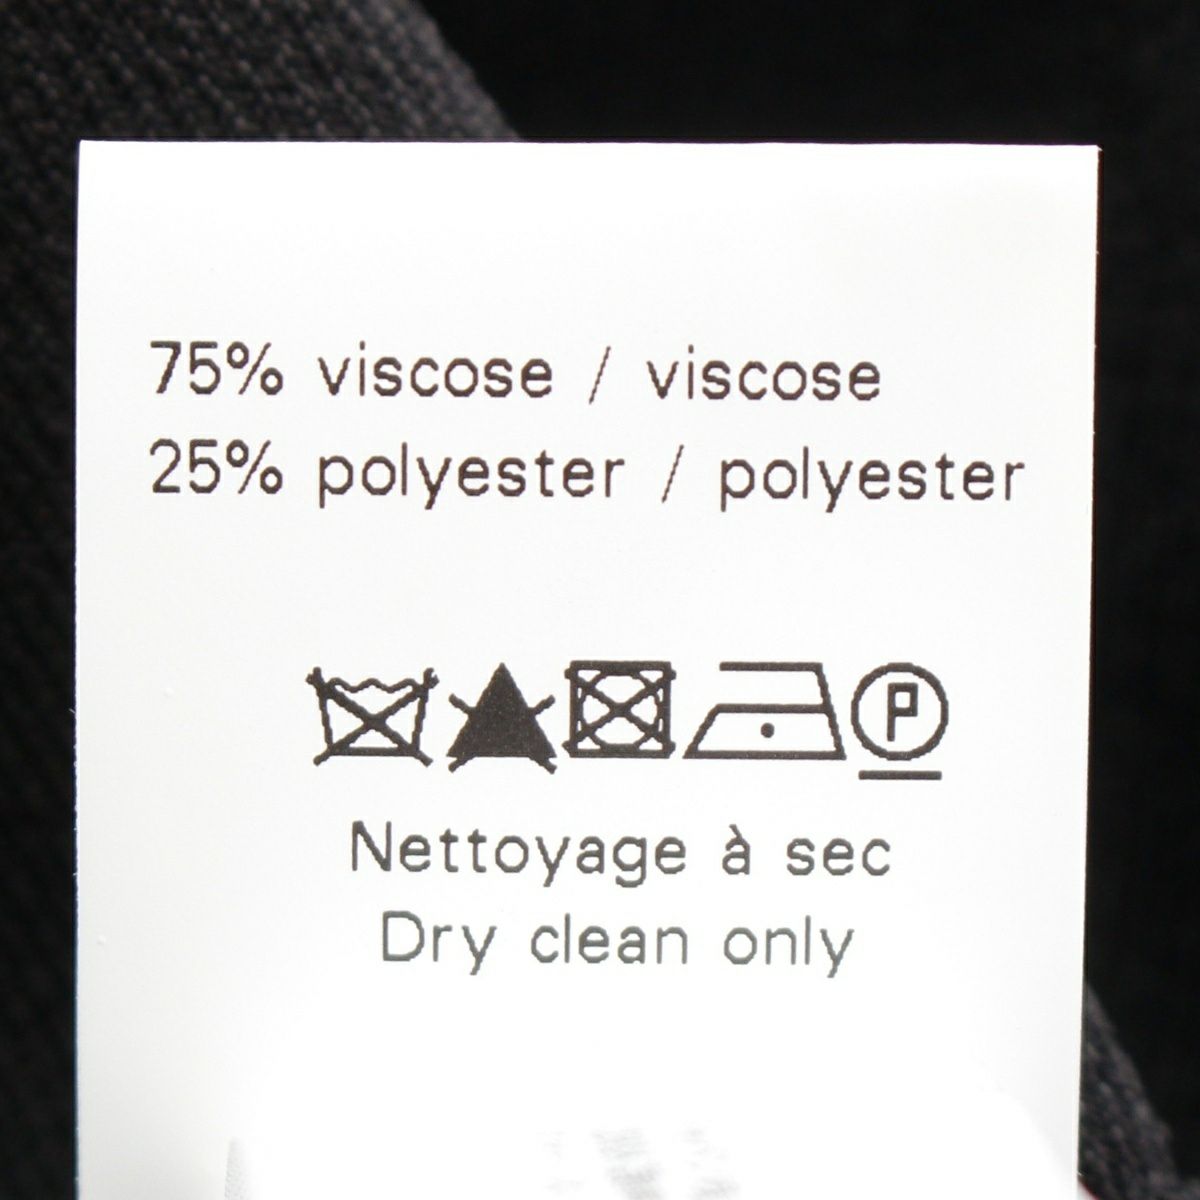 75% viscose / viscose
25% polyester / polyester
P
Nettoyage à sec
Dry clean only